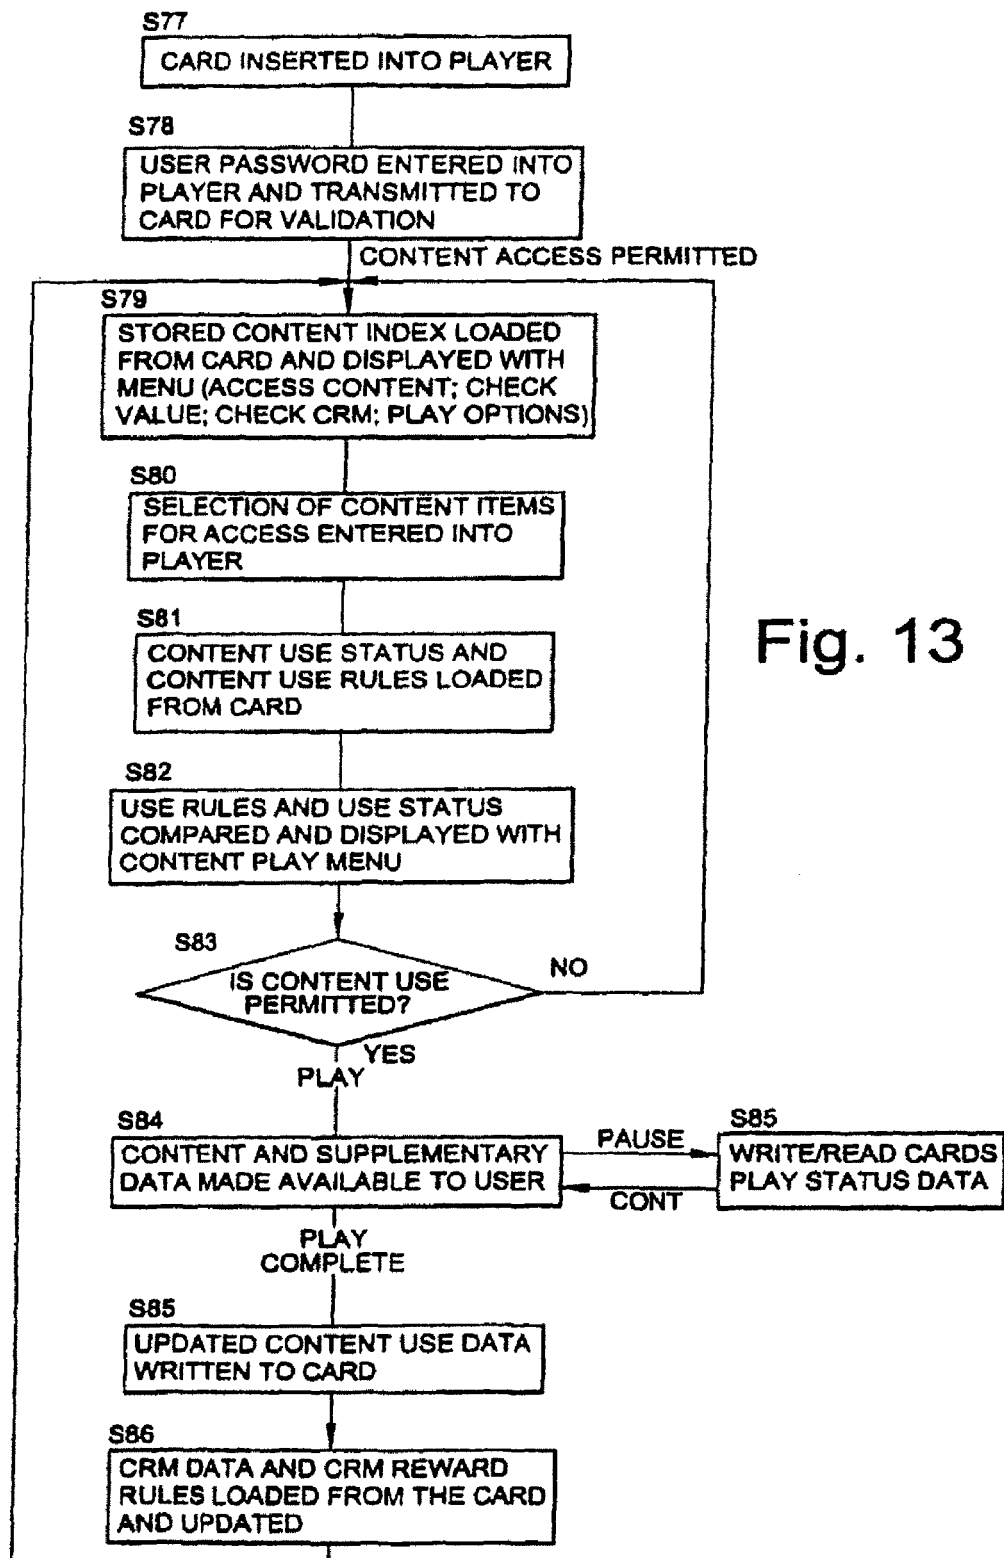 S77
CARD INSERTED INTO PLAYER
S78
USER PASSWORD ENTERED INTO
PLAYER AND TRANSMITTED TO
CARD FOR VALIDATION
CONTENT ACCESS PERMITTED
S79
STORED CONTENT INDEX LOADED
FROM CARD AND DISPLAYED WITH
MENU (ACCESS CONTENT; CHECK
VALUE; CHECK CRM; PLAY OPTIONS)
S80
SELECTION OF CONTENT ITEMS
FOR ACCESS ENTERED INTO
PLAYER
S81
CONTENT USE STATUS AND
CONTENT USE RULES LOADED
FROM CARD
Fig. 13
S82
USE RULES AND USE STATUS
COMPARED AND DISPLAYED WITH
CONTENT PLAY MENU
S83
IS CONTENT USE
PERMITTED?
NO
YES
PLAY
S84
CONTENT AND SUPPLEMENTARY
DATA MADE AVAILABLE TO USER
PAUSE
CONT
S85
WRITE/READ CARDS
PLAY STATUS DATA
PLAY
COMPLETE
S85
UPDATED CONTENT USE DATA
WRITTEN TO CARD
S86
CRM DATA AND CRM REWARD
RULES LOADED FROM THE CARD
AND UPDATED